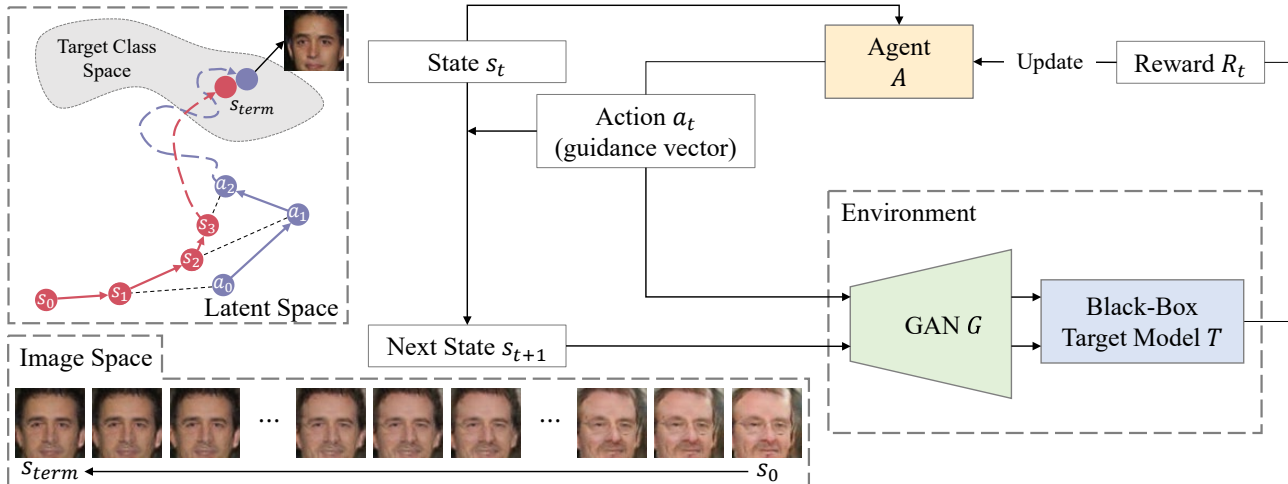 Target Class
Space
s_term
a_2
a_1
s_3
s_2
a_0
s_0
s_1
Latent Space
State s_t
Agent
A
Update
Reward R_t
Action a_t
(guidance vector)
Environment
GAN G
Black-Box
Target Model T
Next State s_{t+1}
Image Space
...
...
s_term
s_0